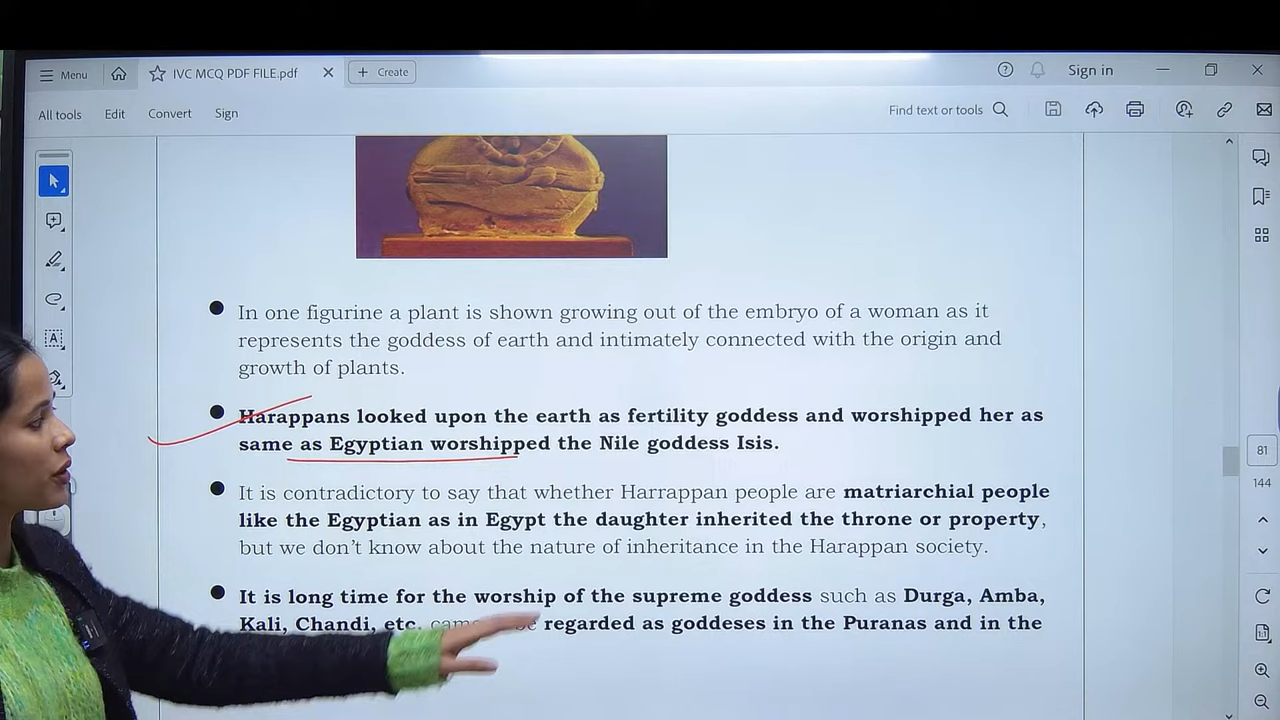 Menu
IVC MCQ PDF FILE.pdf
Create
Sign in
All tools
Edit
Convert
Sign
Find text or tools
In one figurine a plant is shown growing out of the embryo of a woman as it
represents the goddess of earth and intimately connected with the origin and
growth of plants.
Harappans looked upon the earth as fertility goddess and worshipped her as
same as Egyptian worshipped the Nile goddess Isis.
It is contradictory to say that whether Harrappan people are matriarchial people
like the Egyptian as in Egypt the daughter inherited the throne or property,
but we don't know about the nature of inheritance in the Harappan society.
It is long time for the worship of the supreme goddess such as Durga, Amba,
Kali, Chandi, etc. regarded as goddeses in the Puranas and in the
81
144